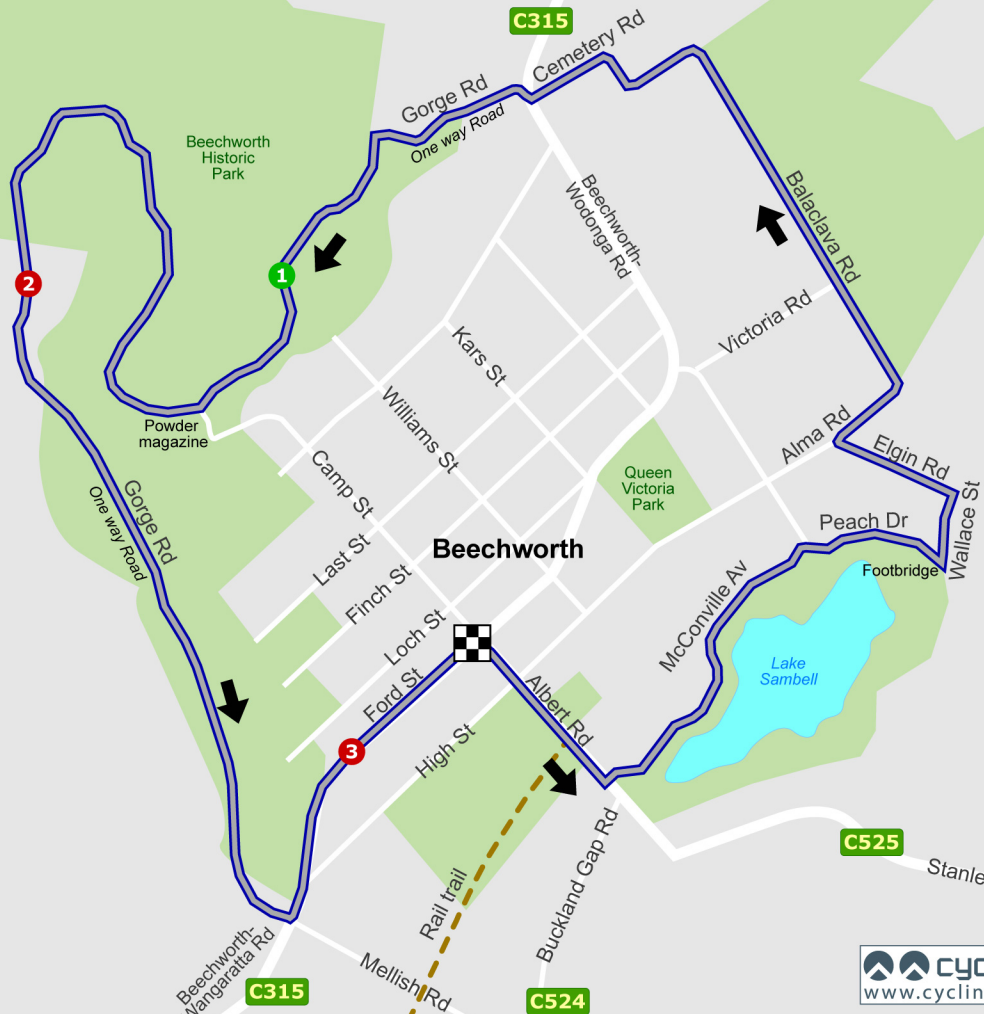 C315
Cemetery Rd
Gorge Rd
One way Road
Beechworth
Historic
Park
Beechworth-
Wodonga Rd
Balaclava Rd
1
2
Victoria Rd
Kars St
Williams St
Powder
magazine
Alma Rd
Elgin Rd
Camp St
Queen
Victoria
Park
Gorge Rd
One way Road
Wallace St
Peach Dr
Beechworth
Last St
Footbridge
Finch St
McConville Av
Loch St
Lake
Sambell
Ford St
Albert Rd
3
High St
C525
Buckland Gap Rd
Rail trail
Beechworth-
Wangaratta Rd
Mellish Rd
C315
C524
www.cyclin